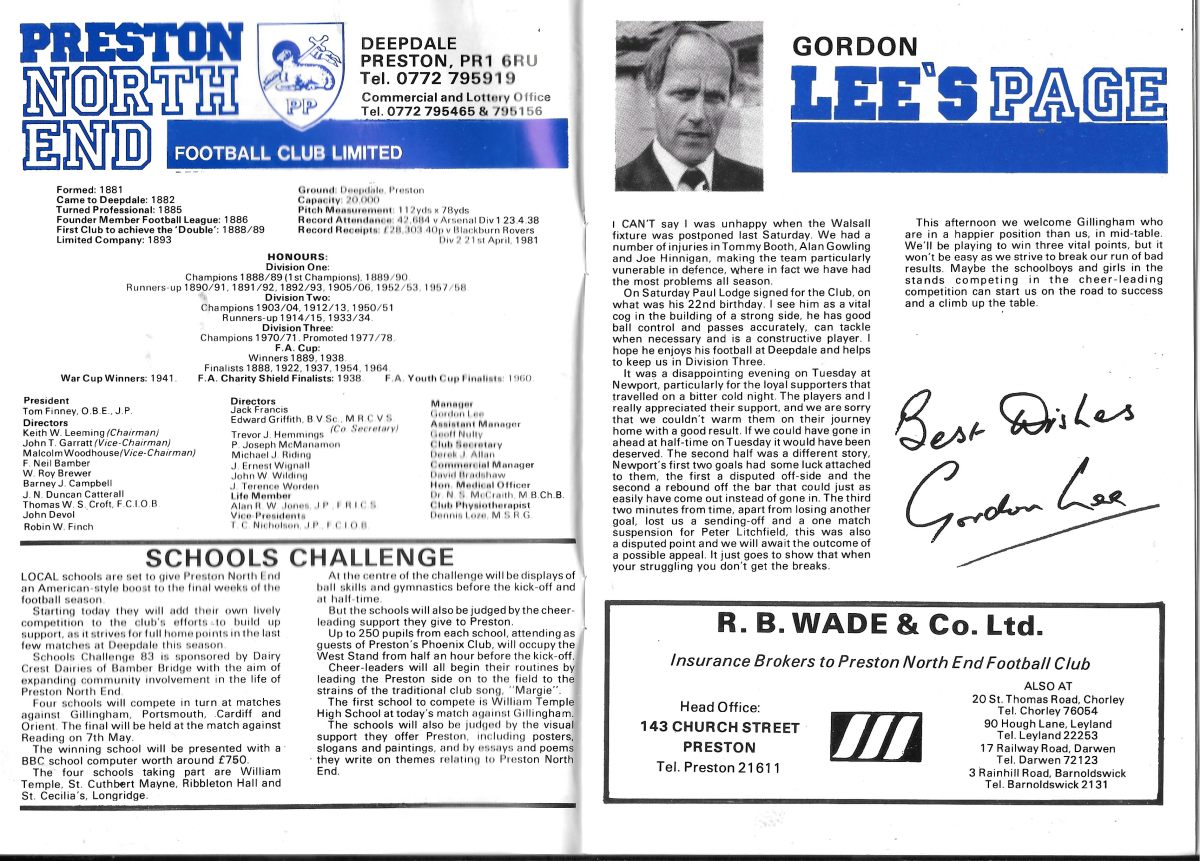 PRESTON
NORTH
END
PP
DEEPDALE
PRESTON, PR1 6RU
Tel. 0772 795919
Commercial and Lottery Office
Tel. 0772 795465 & 795156
FOOTBALL CLUB LIMITED
Formed: 1881
Came to Deepdale: 1882
Turned Professional: 1885
Founder Member Football League: 1886
First Club to achieve the 'Double': 1888/89
Limited Company: 1893
Ground: Deepdale, Preston
Capacity: 20,000
Pitch Measurement: 112yds x 78yds
Record Attendance: 42,684 v Arsenal Div 1 23.4.38
Record Receipts: £28,303 40p v Blackburn Rovers
Div 2 21st April, 1981
HONOURS:
Division One:
Champions 1888/89 (1st Champions), 1889/90.
Runners-up 1890/91, 1891/92, 1892/93, 1905/06, 1952/53, 1957/58
Division Two:
Champions 1903/04, 1912/13, 1950/51
Runners-up 1914/15, 1933/34.
Division Three:
Champions 1970/71. Promoted 1977/78.
F.A. Cup:
Winners 1889, 1938.
Finalists 1888, 1922, 1937, 1954, 1964.
War Cup Winners: 1941. F.A. Charity Shield Finalists: 1938. F.A. Youth Cup Finalists: 1960.
President
Tom Finney, O.B.E., J.P.
Directors
Keith W. Leeming (Chairman)
John T. Garratt (Vice-Chairman)
Malcolm Woodhouse (Vice-Chairman)
F. Neil Bamber
W. Roy Brewer
Barney J. Campbell
J. N. Duncan Catterall
Thomas W. S. Croft, F.C.I.O.B
John Devol
Robin W. Finch
Directors
Jack Francis
Edward Griffith, B.V.Sc., M.R.C.V.S.
(Co. Secretary)
Trevor J. Hemmings
P. Joseph McManamon
Michael J. Riding
J. Ernest Wignall
John W. Wilding
J. Terence Worden
Life Member
Alan R. W. Jones, J.P., F.R.I.C.S.
Vice-Presidents
T. C. Nicholson, J.P., F.C.I.O.B.
Manager
Gordon Lee
Assistant Manager
Geoff Nulty
Club Secretary
Derek J. Allan
Commercial Manager
David Bradshaw
Hon. Medical Officer
Dr. N. S. McCraith, M.B.Ch.B.
Club Physiotherapist
Dennis Loze, M.S.R.G.
SCHOOLS CHALLENGE
LOCAL schools are set to give Preston North End
an American-style boost to the final weeks of the
football season.
Starting today they will add their own lively
competition to the club's efforts to build up
support, as it strives for full home points in the last
few matches at Deepdale this season.
Schools Challenge 83 is sponsored by Dairy
Crest Dairies of Bamber Bridge with the aim of
expanding community involvement in the life of
Preston North End.
Four schools will compete in turn at matches
against Gillingham, Portsmouth, Cardiff and
Orient. The final will be held at the match against
Reading on 7th May.
The winning school will be presented with a
BBC school computer worth around £750.
The four schools taking part are William
Temple, St. Cuthbert Mayne, Ribbleton Hall and
St. Cecilia's, Longridge.
At the centre of the challenge will be displays of
ball skills and gymnastics before the kick-off and
at half-time.
But the schools will also be judged by the cheer-
leading support they give to Preston.
Up to 250 pupils from each school, attending as
guests of Preston's Phoenix Club, will occupy the
West Stand from half an hour before the kick-off.
Cheer-leaders will all begin their routines by
leading the Preston side on to the field to the
strains of the traditional club song, "Margie".
The first school to compete is William Temple
High School at today's match against Gillingham.
The schools will also be judged by the visual
support they offer Preston, including posters,
slogans and paintings, and by essays and poems
they write on themes relating to Preston North
End.
GORDON
LEE'S PAGE
I CAN'T say I was unhappy when the Walsall
fixture was postponed last Saturday. We had a
number of injuries in Tommy Booth, Alan Gowling
and Joe Hinnigan, making the team particularly
vunerable in defence, where in fact we have had
the most problems all season.
On Saturday Paul Lodge signed for the Club, on
what was his 22nd birthday. I see him as a vital
cog in the building of a strong side, he has good
ball control and passes accurately, can tackle
when necessary and is a constructive player. I
hope he enjoys his football at Deepdale and helps
to keep us in Division Three.
It was a disappointing evening on Tuesday at
Newport, particularly for the loyal supporters that
travelled on a bitter cold night. The players and I
really appreciated their support, and we are sorry
that we couldn't warm them on their journey
home with a good result. If we could have gone in
ahead at half-time on Tuesday it would have been
deserved. The second half was a different story,
Newport's first two goals had some luck attached
to them, the first a disputed off-side and the
second a rebound off the bar that could just as
easily have come out instead of gone in. The third
two minutes from time, apart from losing another
goal, lost us a sending-off and a one match
suspension for Peter Litchfield, this was also
a disputed point and we will await the outcome of
a possible appeal. It just goes to show that when
your struggling you don't get the breaks.
This afternoon we welcome Gillingham who
are in a happier position than us, in mid-table.
We'll be playing to win three vital points, but it
won't be easy as we strive to break our run of bad
results. Maybe the schoolboys and girls in the
stands competing in the cheer-leading
competition can start us on the road to success
and a climb up the table.
Best Wishes
Gordon Lee
R. B. WADE & Co. Ltd.
Insurance Brokers to Preston North End Football Club
Head Office:
143 CHURCH STREET
PRESTON
Tel. Preston 21611
ALSO AT
20 St. Thomas Road, Chorley
Tel. Chorley 76054
90 Hough Lane, Leyland
Tel. Leyland 22253
17 Railway Road, Darwen
Tel. Darwen 72123
3 Rainhill Road, Barnoldswick
Tel. Barnoldswick 2131